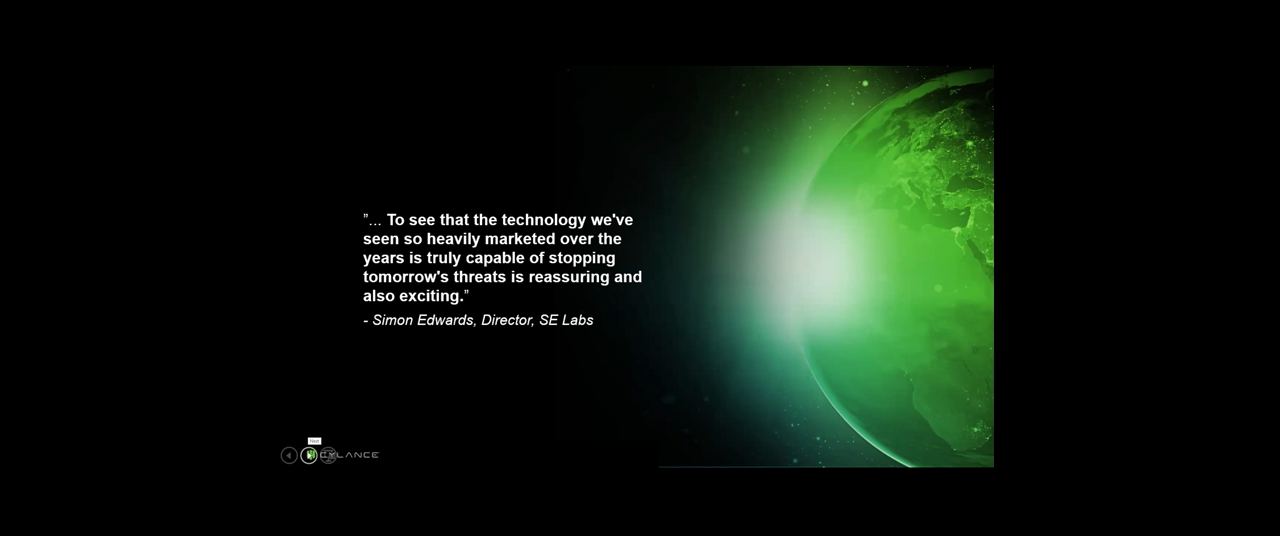 ”... To see that the technology we've
seen so heavily marketed over the
years is truly capable of stopping
tomorrow's threats is reassuring and
also exciting.”
- Simon Edwards, Director, SE Labs
Next
CYLANCE